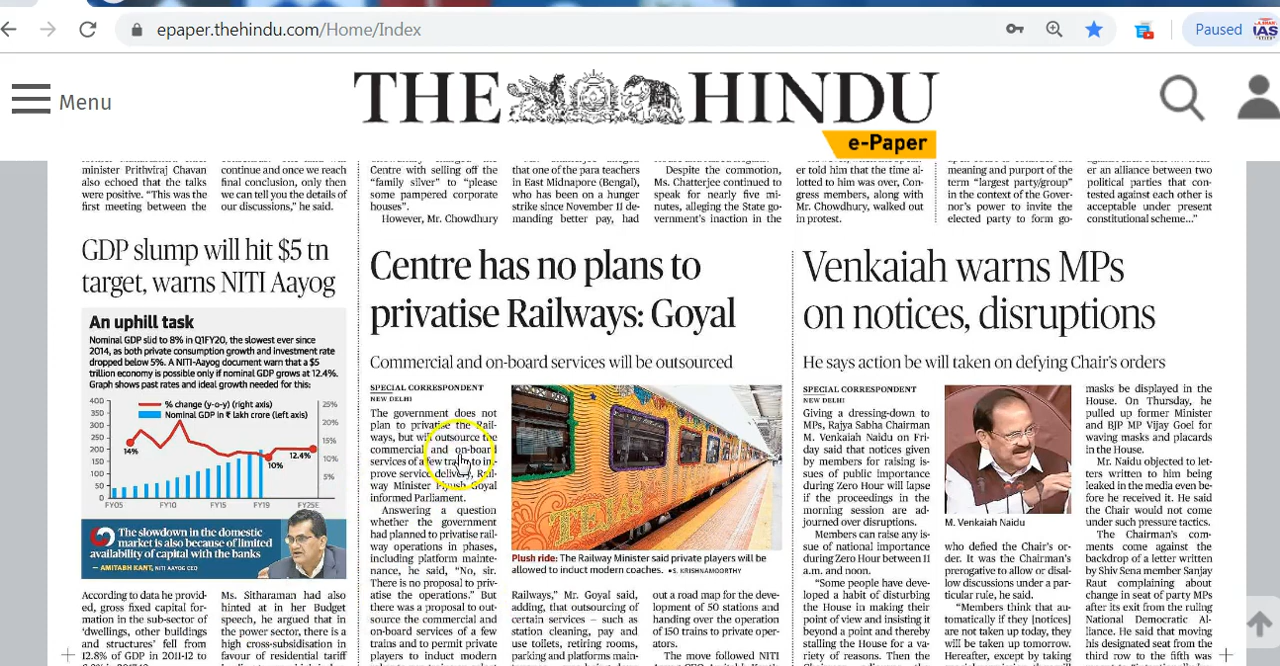 epaper.thehindu.com/Home/Index
Paused
IAS
Menu
THE HINDU
e-Paper
minister Prithviraj Chavan
also echoed that the talks
were positive. “This was the
first meeting between the
continue and once we reach
final conclusion, only then
we can tell you the details of
our discussions,” he said.
Centre with selling off the
“family silver” to “please
some pampered corporate
houses”.
However, Mr. Chowdhury
that one of the para teachers
in East Midnapore (Bengal),
who has been on a hunger
strike since November 11 de-
manding better pay, had
Despite the commotion,
Ms. Chatterjee continued to
speak for nearly five mi-
nutes, alleging the State go-
vernment’s inaction in the
er told him that the time al-
lotted to him was over, Con-
gress members, along with
Mr. Chowdhury, walked out
in protest.
meaning and purport of the
term “largest party/group”
in the context of the Gover-
nor’s power to invite the
elected party to form go-
er an alliance between two
political parties that con-
tested against each other is
acceptable under present
constitutional scheme...”
GDP slump will hit $5 tn
target, warns NITI Aayog
An uphill task
Nominal GDP slid to 8% in Q1FY20, the slowest ever since
2014, as both private consumption growth and investment rate
dropped below 5%. A NITI-Aayog document warn that a $5
trillion economy is possible only if nominal GDP grows at 12.4%.
Graph shows past rates and ideal growth needed for this:
% change (y-o-y) (right axis)
Nominal GDP in ₹ lakh crore (left axis)
400
350
300
250
200
150
100
50
0
25%
20%
15%
10%
5%
14%
10%
12.4%
FY05
FY10
FY15
FY19
FY25E
The slowdown in the domestic
market is also because of limited
availability of capital with the banks
— AMITABH KANT, NITI AAYOG CEO
According to data he provid-
ed, gross fixed capital for-
mation in the sub-sector of
‘dwellings, other buildings
and structures’ fell from
12.8% of GDP in 2011-12 to
Ms. Sitharaman had also
hinted at in her Budget
speech, he argued that in
the power sector, there is a
high cross-subsidisation in
favour of residential tariff
Centre has no plans to
privatise Railways: Goyal
Commercial and on-board services will be outsourced
SPECIAL CORRESPONDENT
NEW DELHI
The government does not
plan to privatise the Rail-
ways, but will outsource the
commercial and on-board
services of a few trains to im-
prove service delivery, Rail-
way Minister Piyush Goyal
informed Parliament.
Answering a question
whether the government
had planned to privatise rail-
way operations in phases,
including platform mainte-
nance, he said, “No, sir.
There is no proposal to priv-
atise the operations.” But
there was a proposal to out-
source the commercial and
on-board services of a few
trains and to permit private
players to induct modern
TEJAS
Plush ride: The Railway Minister said private players will be
allowed to induct modern coaches. •S. KRISHNAMOORTHY
Railways,” Mr. Goyal said,
adding, that outsourcing of
certain services – such as
station cleaning, pay and
use toilets, retiring rooms,
parking and platform main-
out a road map for the deve-
lopment of 50 stations and
handing over the operation
of 150 trains to private oper-
ators.
The move followed NITI
Venkaiah warns MPs
on notices, disruptions
He says action be will taken on defying Chair’s orders
SPECIAL CORRESPONDENT
NEW DELHI
Giving a dressing-down to
MPs, Rajya Sabha Chairman
M. Venkaiah Naidu on Fri-
day said that notices given
by members for raising is-
sues of public importance
during Zero Hour will lapse
if the proceedings in the
morning session are ad-
journed over disruptions.
Members can raise any is-
sue of national importance
during Zero Hour between 11
a.m. and noon.
“Some people have deve-
loped a habit of disturbing
the House in making their
point of view and insisting it
beyond a point and thereby
stalling the House for a va-
riety of reasons. Then the
M. Venkaiah Naidu
who defied the Chair’s or-
der. It was the Chairman’s
prerogative to allow or disal-
low discussions under a par-
ticular rule, he said.
“Members think that au-
tomatically if they [notices]
are not taken up today, they
will be taken up tomorrow.
Hereafter, except by taking
masks be displayed in the
House. On Thursday, he
pulled up former Minister
and BJP MP Vijay Goel for
waving masks and placards
in the House.
Mr. Naidu objected to let-
ters written to him being
leaked in the media even be-
fore he received it. He said
the Chair would not come
under such pressure tactics.
The Chairman’s com-
ments come against the
backdrop of a letter written
by Shiv Sena member Sanjay
Raut complaining about
change in seat of party MPs
after its exit from the ruling
National Democratic Al-
liance. He said moving his
designated seat from the
third row to the fifth was